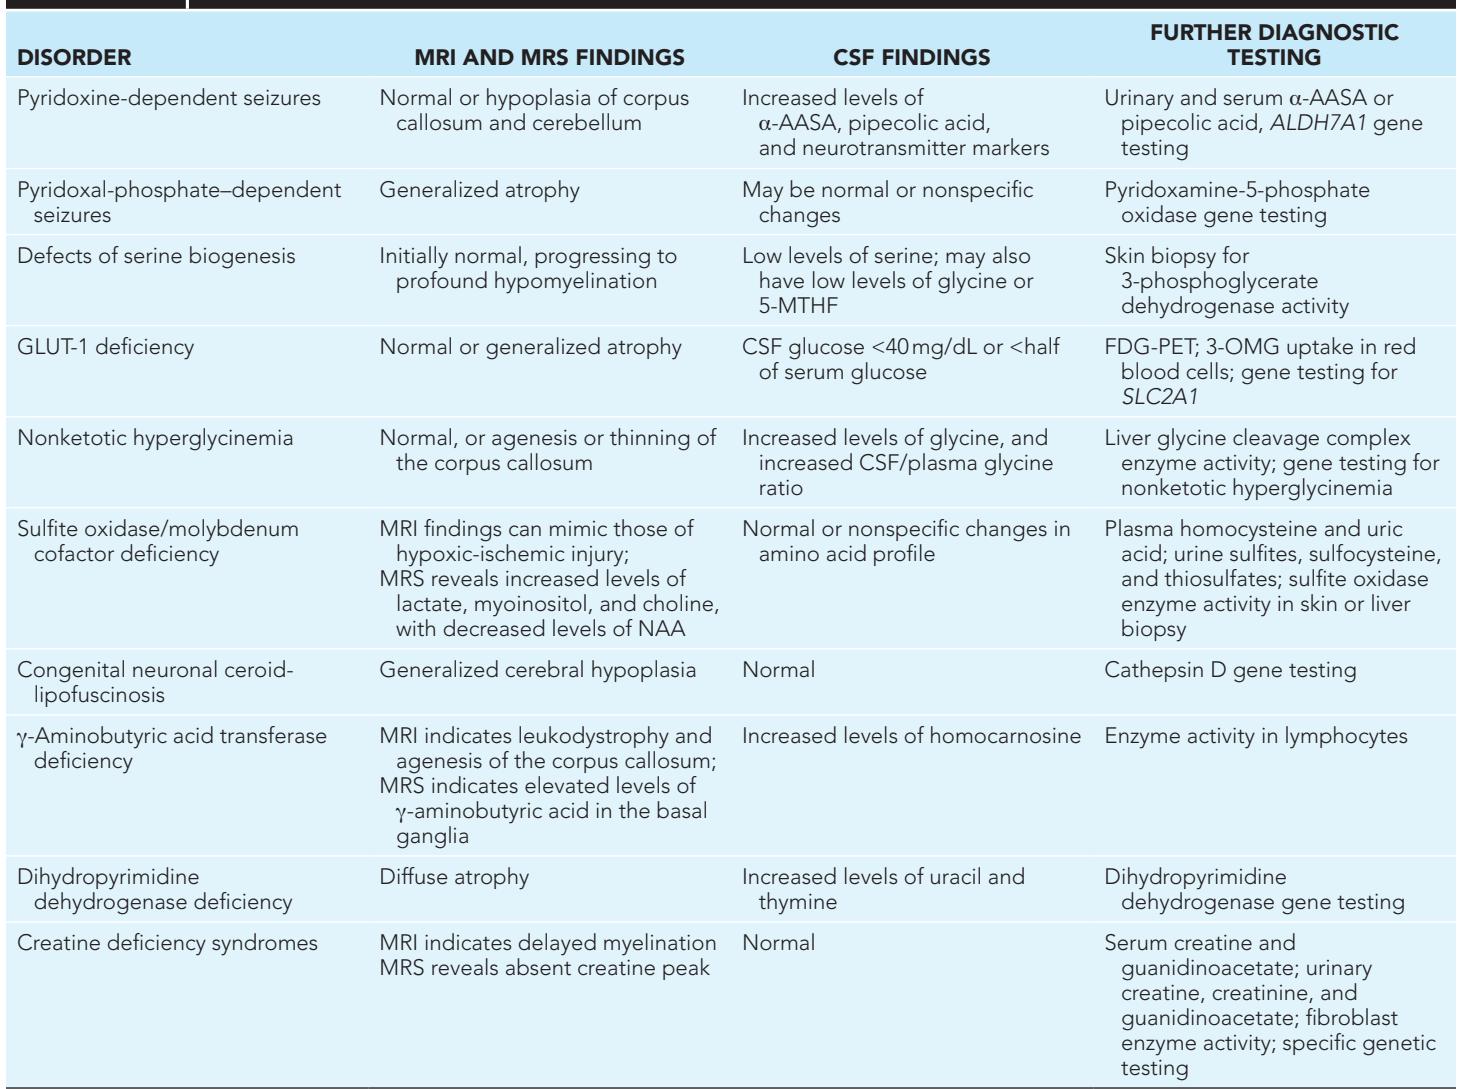 DISORDER
MRI AND MRS FINDINGS
CSF FINDINGS
FURTHER DIAGNOSTIC
TESTING
Pyridoxine-dependent seizures
Normal or hypoplasia of corpus
callosum and cerebellum
Increased levels of
α-AASA, pipecolic acid,
and neurotransmitter markers
Urinary and serum α-AASA or
pipecolic acid, ALDH7A1 gene
testing
Pyridoxal-phosphate–dependent
seizures
Generalized atrophy
May be normal or nonspecific
changes
Pyridoxamine-5-phosphate
oxidase gene testing
Defects of serine biogenesis
Initially normal, progressing to
profound hypomyelination
Low levels of serine; may also
have low levels of glycine or
5-MTHF
Skin biopsy for
3-phosphoglycerate
dehydrogenase activity
GLUT-1 deficiency
Normal or generalized atrophy
CSF glucose <40 mg/dL or <half
of serum glucose
FDG-PET; 3-OMG uptake in red
blood cells; gene testing for
SLC2A1
Nonketotic hyperglycinemia
Normal, or agenesis or thinning of
the corpus callosum
Increased levels of glycine, and
increased CSF/plasma glycine
ratio
Liver glycine cleavage complex
enzyme activity; gene testing for
nonketotic hyperglycinemia
Sulfite oxidase/molybdenum
cofactor deficiency
MRI findings can mimic those of
hypoxic-ischemic injury;
MRS reveals increased levels of
lactate, myoinositol, and choline,
with decreased levels of NAA
Normal or nonspecific changes in
amino acid profile
Plasma homocysteine and uric
acid; urine sulfites, sulfocysteine,
and thiosulfates; sulfite oxidase
enzyme activity in skin or liver
biopsy
Congenital neuronal ceroid-
lipofuscinosis
Generalized cerebral hypoplasia
Normal
Cathepsin D gene testing
γ-Aminobutyric acid transferase
deficiency
MRI indicates leukodystrophy and
agenesis of the corpus callosum;
MRS indicates elevated levels of
γ-aminobutyric acid in the basal
ganglia
Increased levels of homocarnosine
Enzyme activity in lymphocytes
Dihydropyrimidine
dehydrogenase deficiency
Diffuse atrophy
Increased levels of uracil and
thymine
Dihydropyrimidine
dehydrogenase gene testing
Creatine deficiency syndromes
MRI indicates delayed myelination
MRS reveals absent creatine peak
Normal
Serum creatine and
guanidinoacetate; urinary
creatine, creatinine, and
guanidinoacetate; fibroblast
enzyme activity; specific genetic
testing